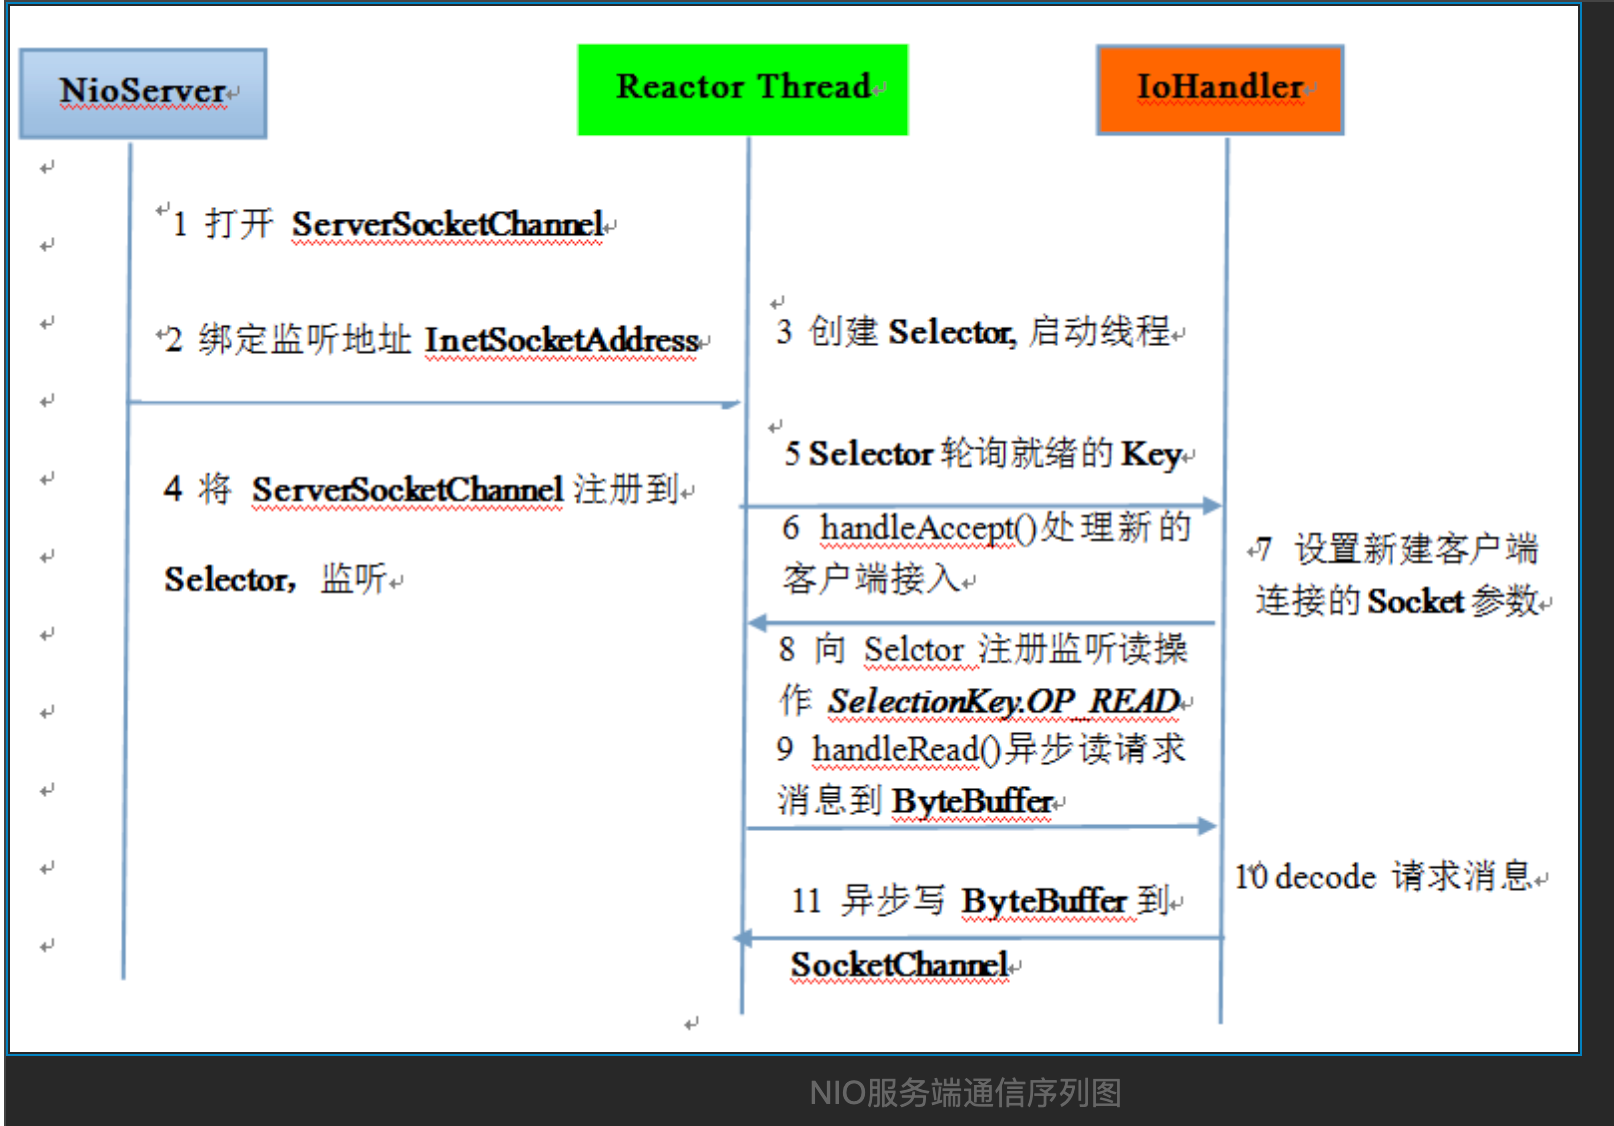 NioServer
Reactor Thread
IoHandler
1 打开 ServerSocketChannel
2 绑定监听地址 InetSocketAddress
3 创建 Selector, 启动线程
4 将 ServerSocketChannel 注册到
Selector，监听
5 Selector 轮询就绪的 Key
6 handleAccept()处理新的
客户端接入
7 设置新建客户端
连接的 Socket 参数
8 向 Selctor 注册监听读操
作 SelectionKey.OP_READ
9 handleRead()异步读请求
消息到 ByteBuffer
10 decode 请求消息
11 异步写 ByteBuffer 到
SocketChannel
NIO服务端通信序列图